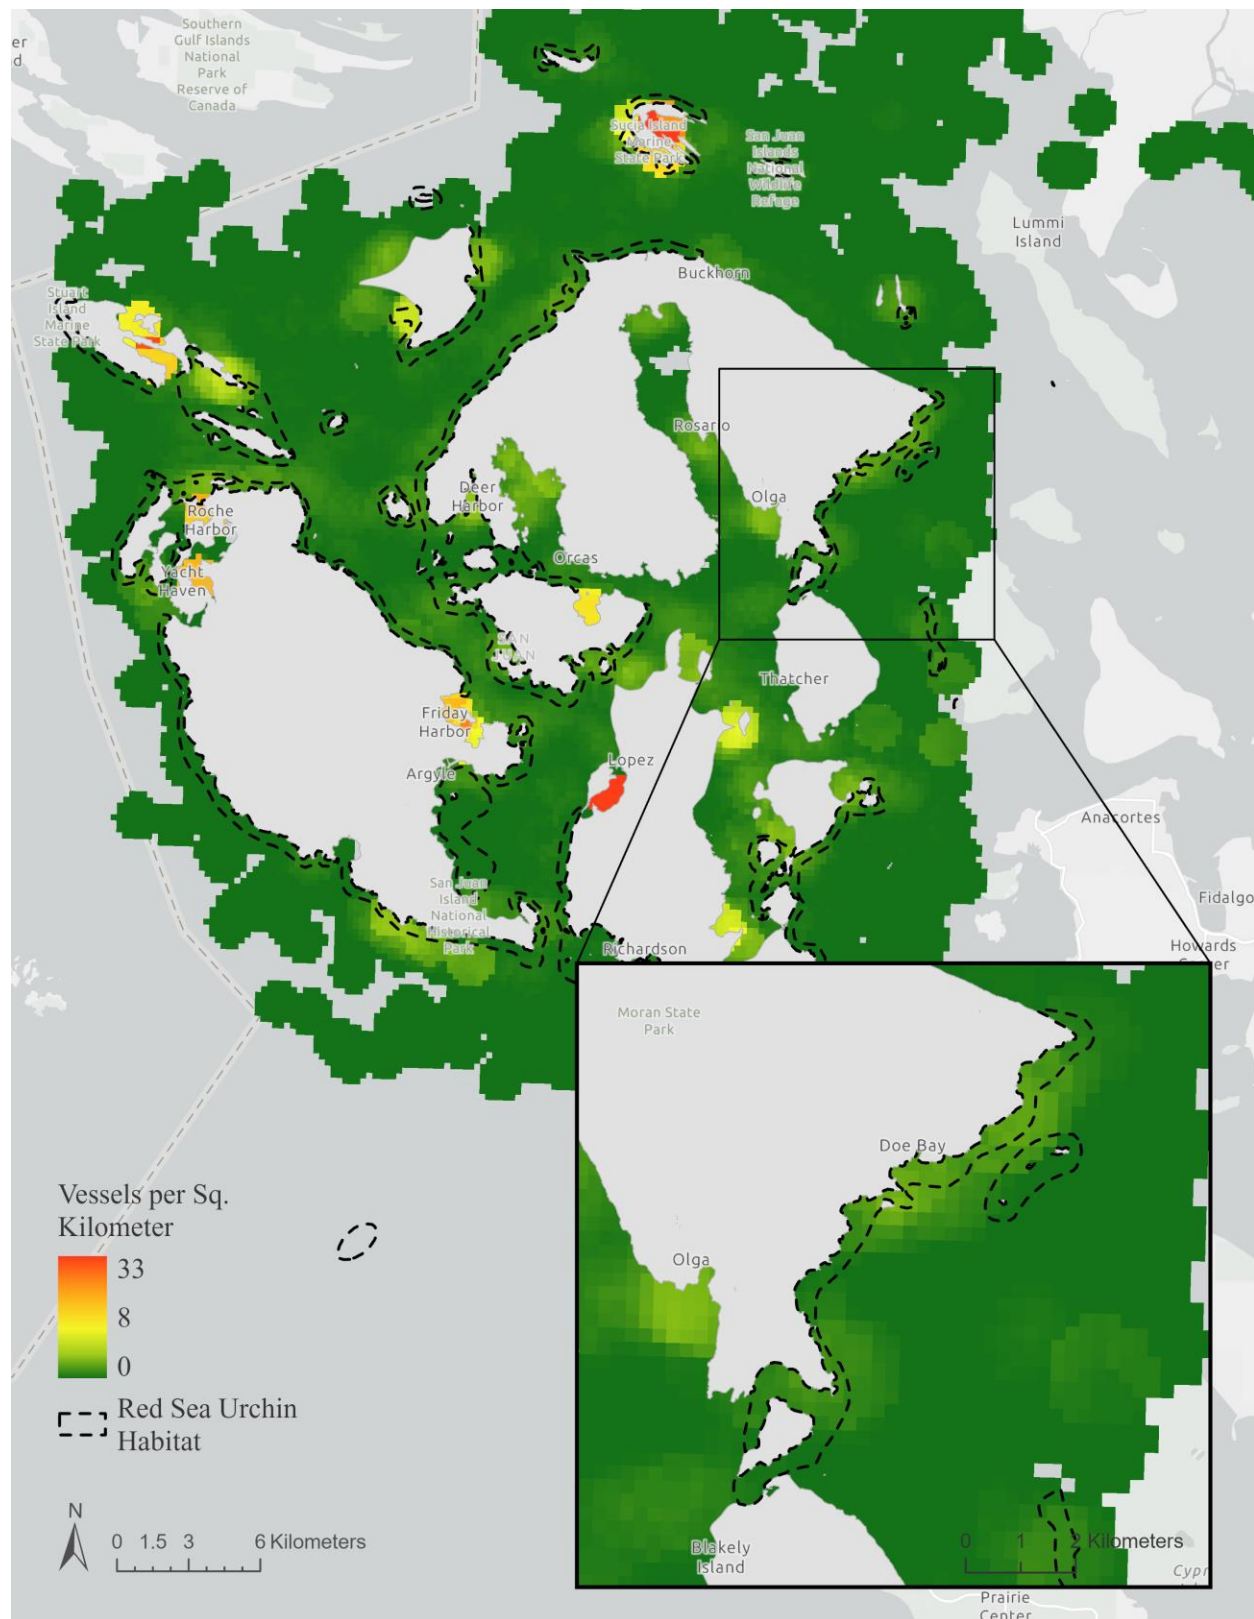 Southern
Gulf Islands
National
Park
Reserve of
Canada
er
d
Sucia Island
Marine
State Park
San Juan
Islands
National
Wildlife
Refuge
Lummi
Island
Buckhorn
Stuart
Island
Marine
State Park
Rosario
Deer
Harbor
Olga
Roche
Harbor
Orcas
Yacht
Haven
SAN
JUAN
Thatcher
Friday
Harbor
Lopez
Argyle
Anacortes
San Juan
Island
National
Historical
Park
Fidalgo
Richardson
Howards
Moran State
Park
Doe Bay
Olga
Blakely
Island
0 1 2 Kilometers
Cypr
Prairie
Center
Vessels per Sq.
Kilometer
33
8
0
Red Sea Urchin
Habitat
N
0 1.5 3 6 Kilometers